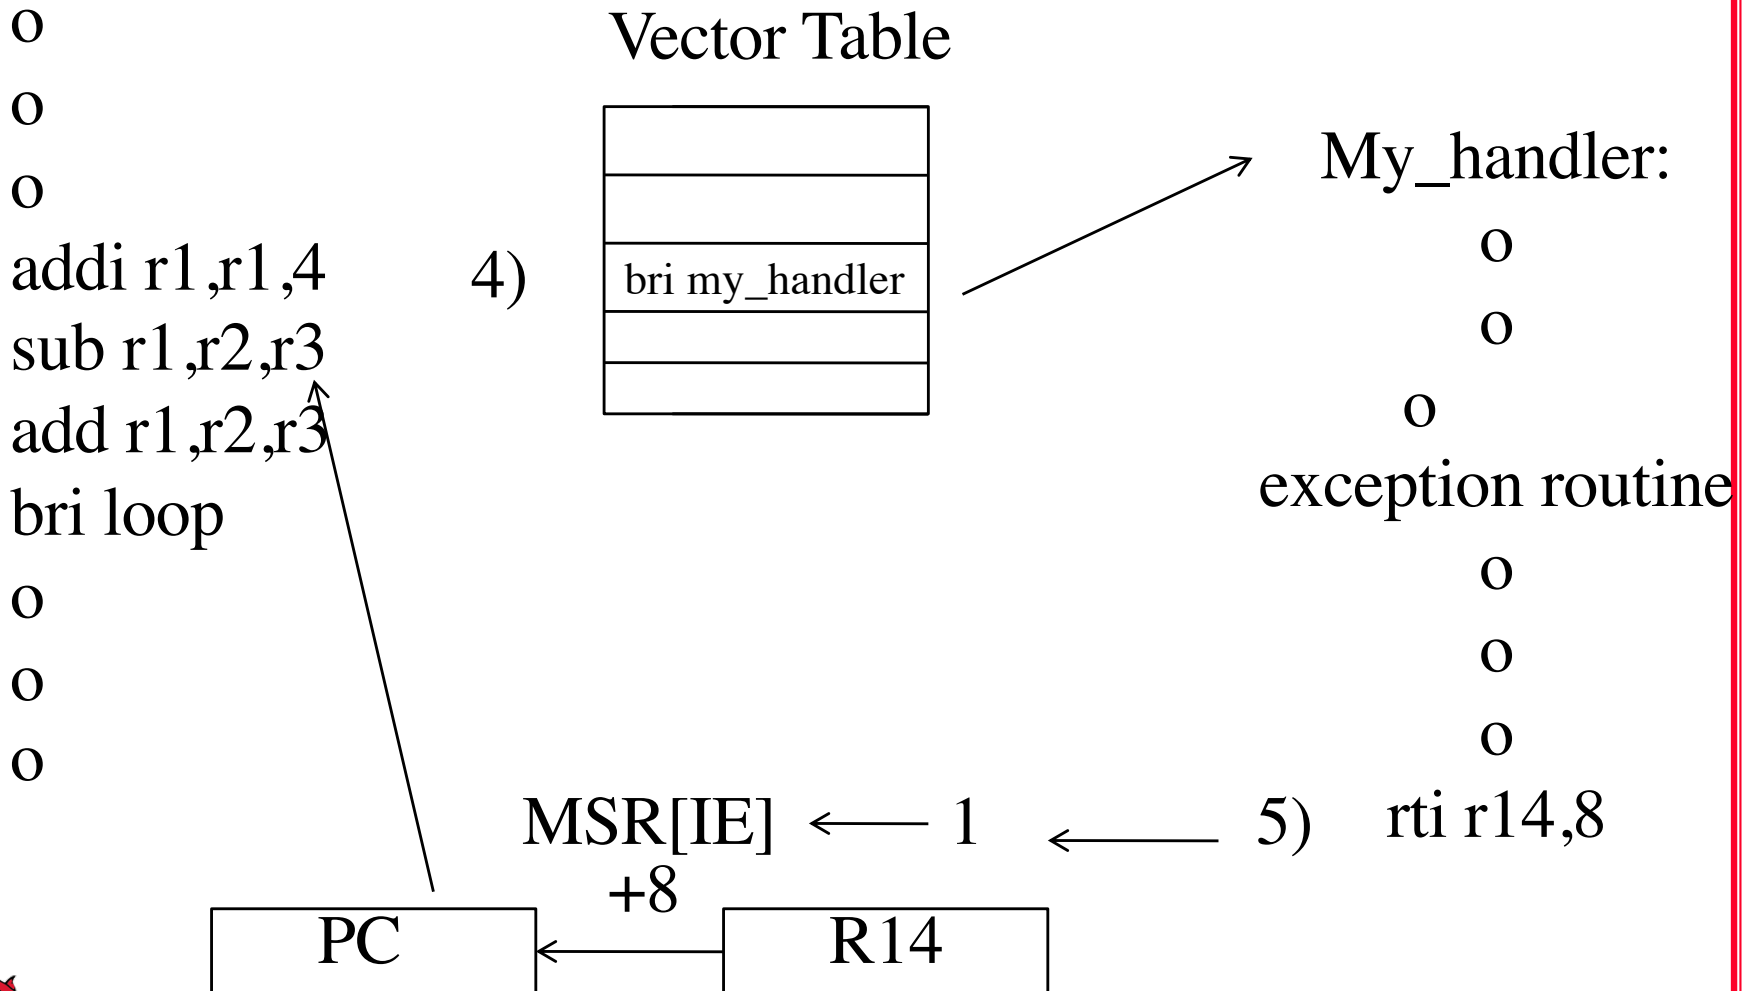 o
o
o
addi r1,r1,4
sub r1,r2,r3
add r1,r2,r3
bri loop
o
o
o
Vector Table
4)
bri my_handler
My_handler:
o
o
o
exception routine
o
o
o
5) rti r14,8
MSR[IE] 1
+8
PC
R14